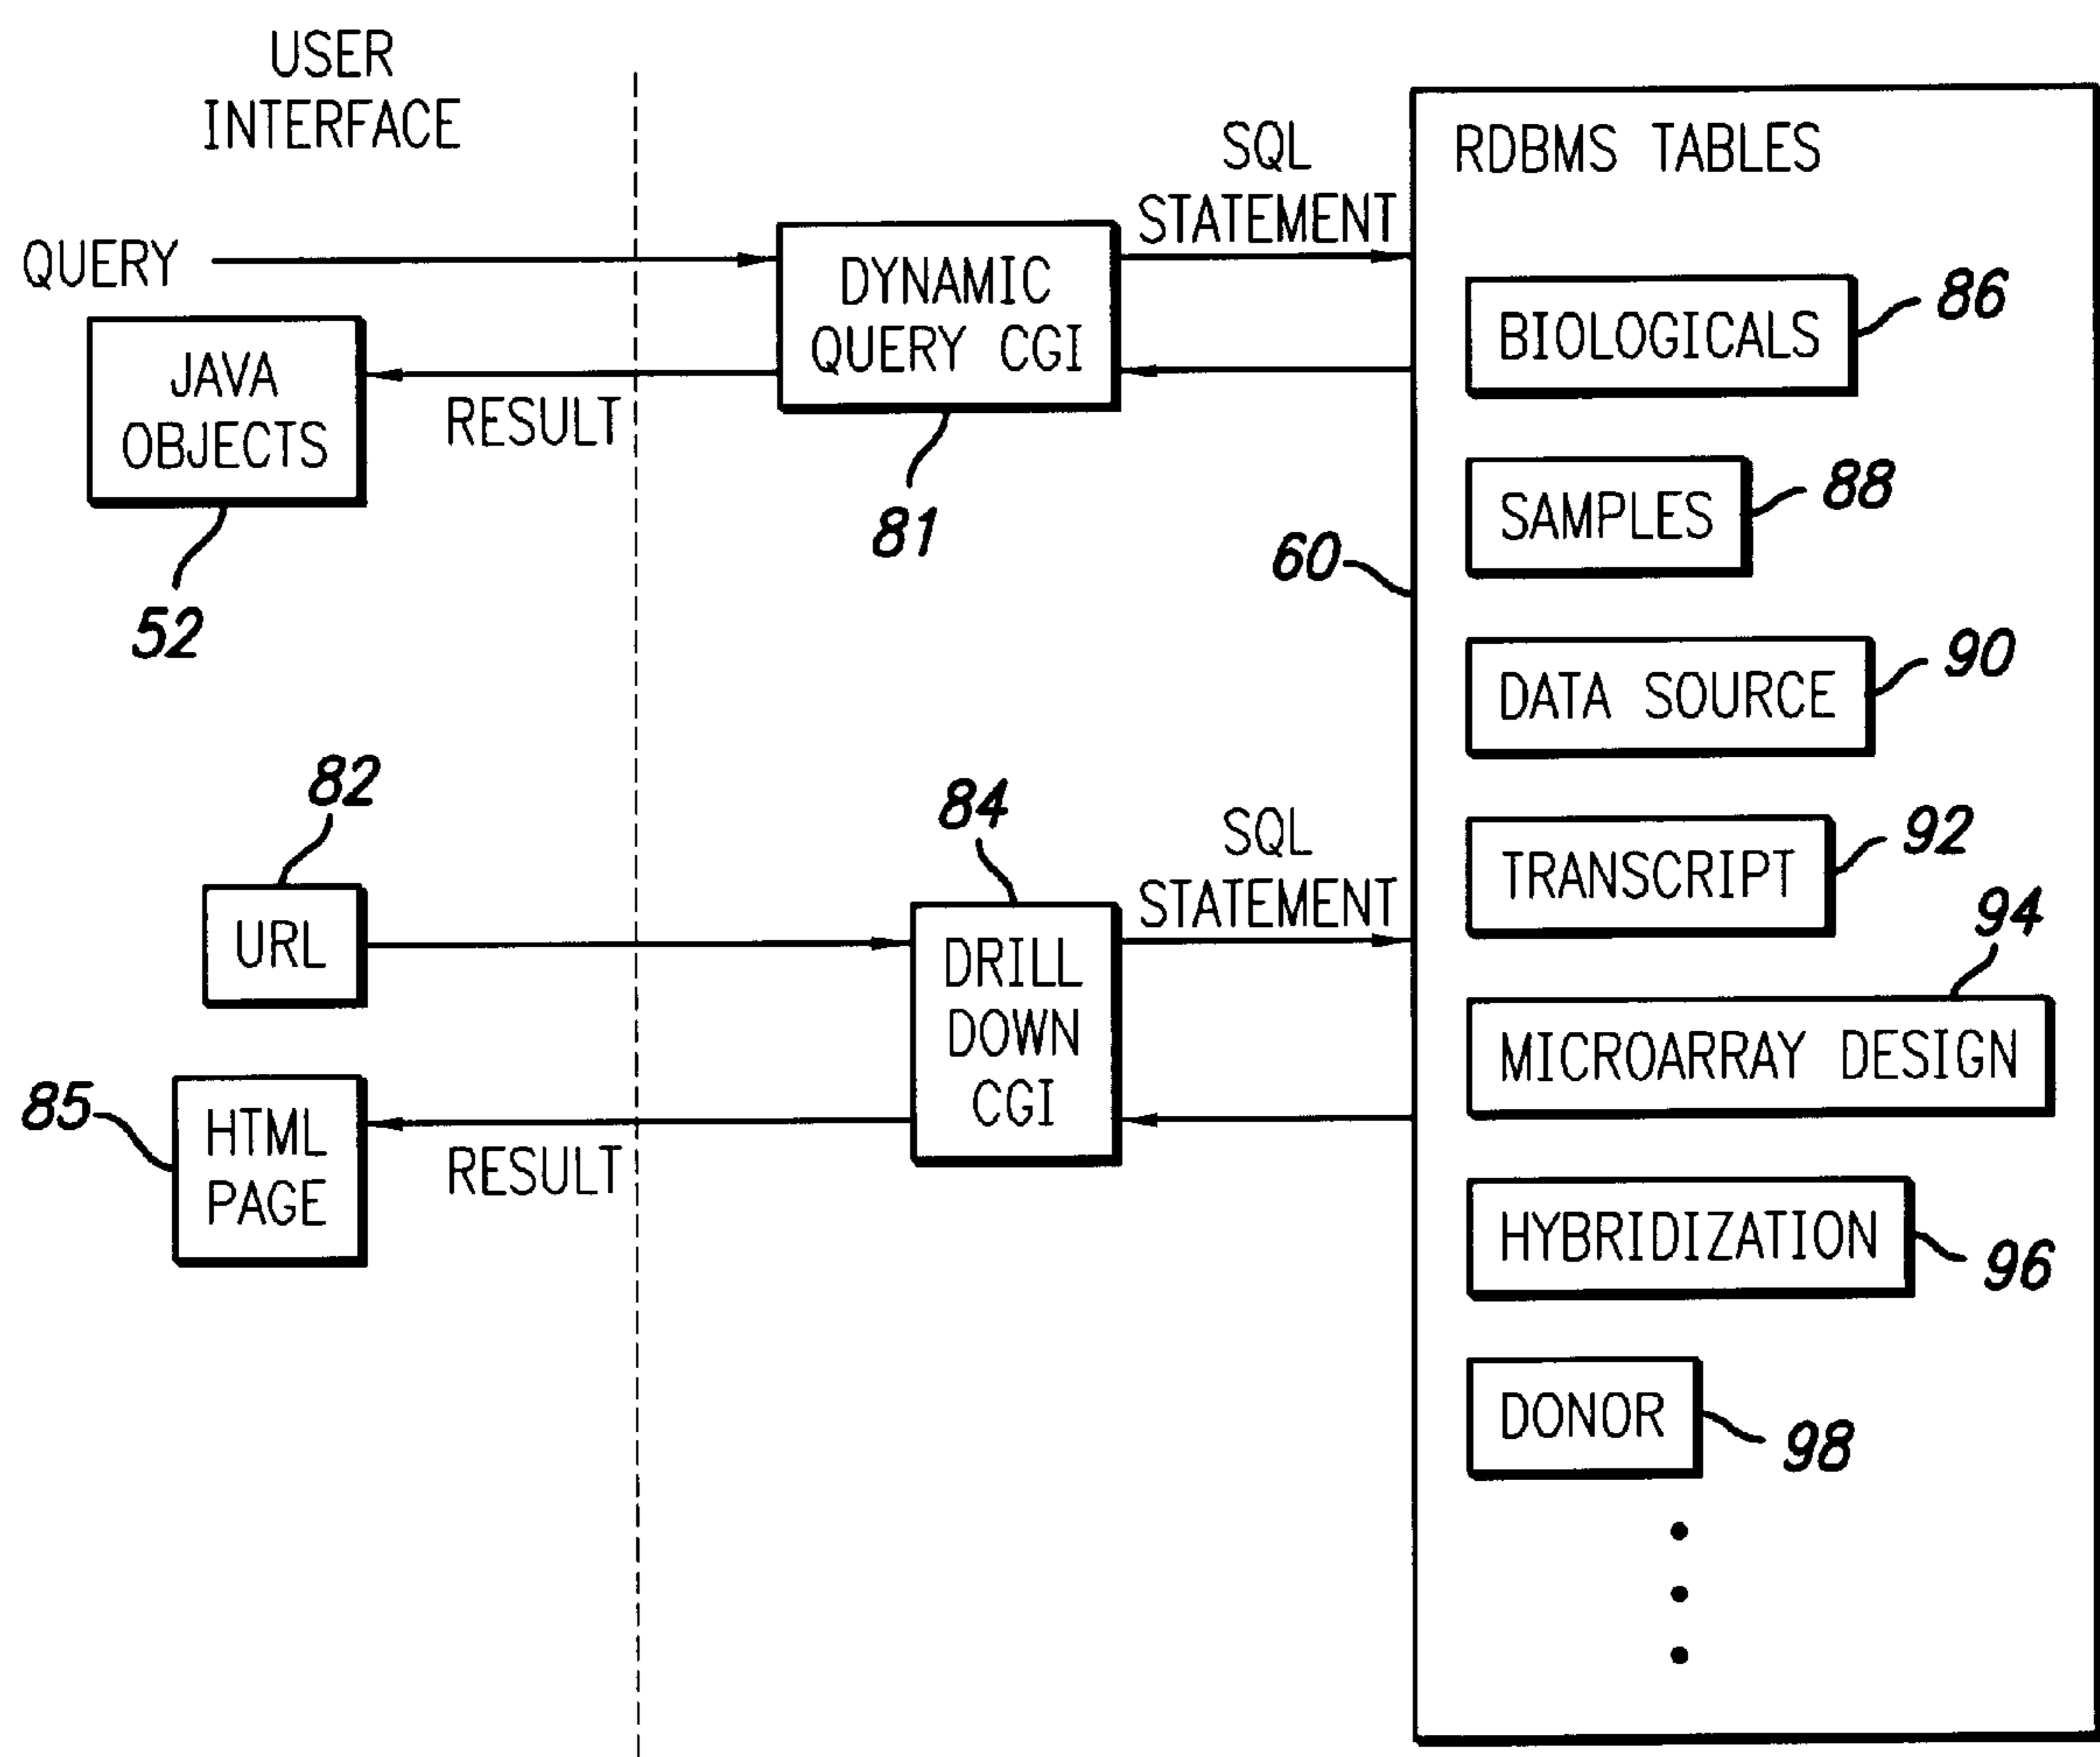 USER
INTERFACE
QUERY
JAVA
OBJECTS
52
RESULT
DYNAMIC
QUERY CGI
81
SQL
STATEMENT
82
URL
85
HTML
PAGE
RESULT
84
DRILL
DOWN
CGI
SQL
STATEMENT
60
RDBMS TABLES
BIOLOGICALS
86
SAMPLES
88
DATA SOURCE
90
TRANSCRIPT
92
94
MICROARRAY DESIGN
HYBRIDIZATION
96
DONOR
98